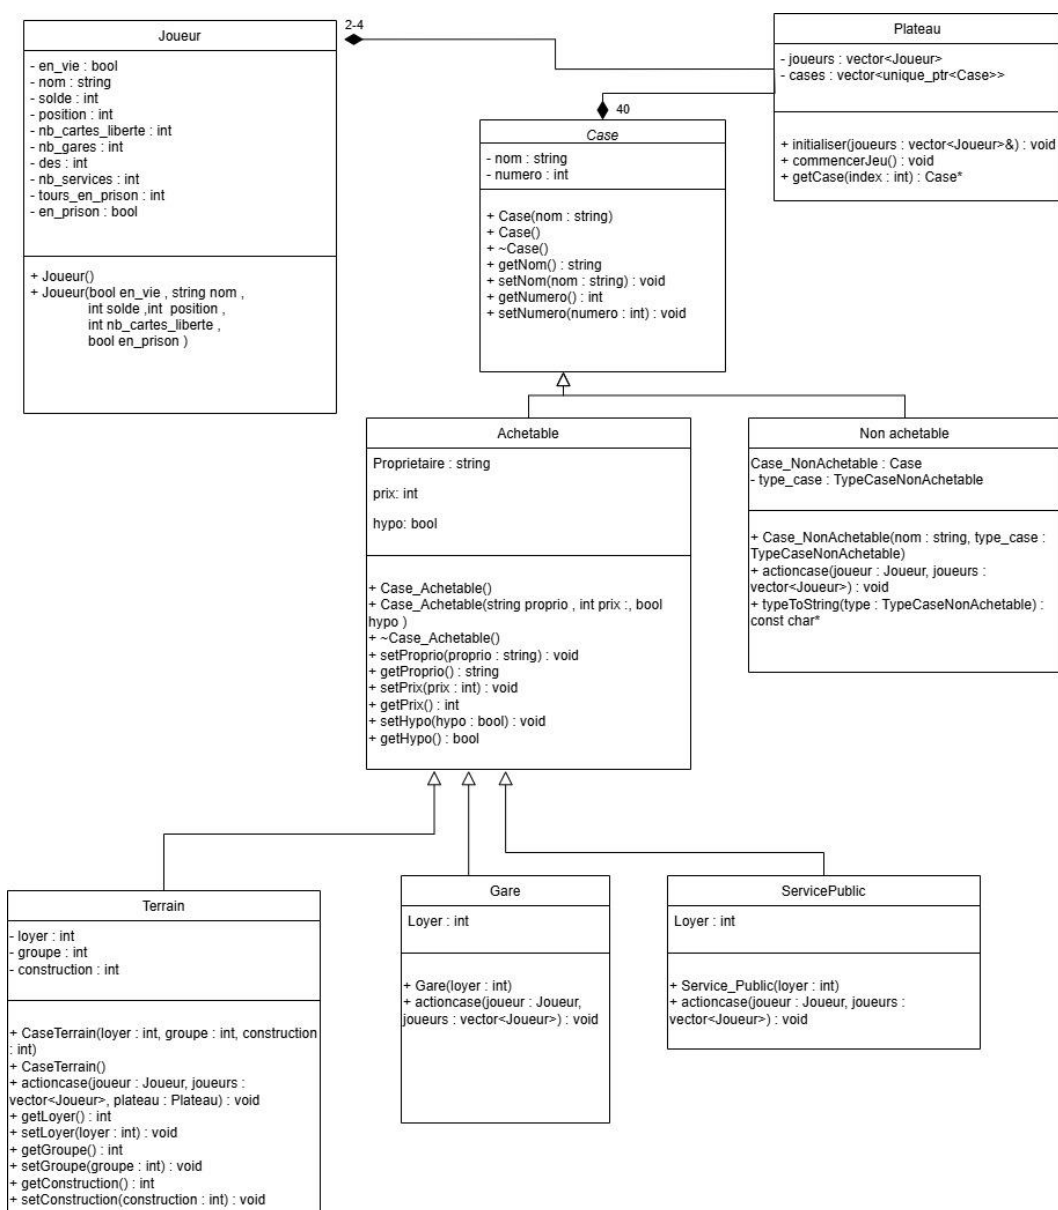 Joueur
- en_vie : bool
- nom : string
- solde : int
- position : int
- nb_cartes_liberte : int
- nb_gares : int
- des : int
- nb_services : int
- tours_en_prison : int
- en_prison : bool
+ Joueur()
+ Joueur(bool en_vie , string nom ,
int solde ,int position ,
int nb_cartes_liberte ,
bool en_prison )
2-4
Plateau
- joueurs : vector<Joueur>
- cases : vector<unique_ptr<Case>>
+ initialiser(joueurs : vector<Joueur>&) : void
+ commencerJeu() : void
+ getCase(index : int) : Case*
40
Case
- nom : string
- numero : int
+ Case(nom : string)
+ Case()
+ ~Case()
+ getNom() : string
+ setNom(nom : string) : void
+ getNumero() : int
+ setNumero(numero : int) : void
Achetable
Proprietaire : string
prix: int
hypo: bool
+ Case_Achetable()
+ Case_Achetable(string proprio , int prix :, bool
hypo )
+ ~Case_Achetable()
+ setProprio(proprio : string) : void
+ getProprio() : string
+ setPrix(prix : int) : void
+ getPrix() : int
+ setHypo(hypo : bool) : void
+ getHypo() : bool
Non achetable
Case_NonAchetable : Case
- type_case : TypeCaseNonAchetable
+ Case_NonAchetable(nom : string, type_case :
TypeCaseNonAchetable)
+ actioncase(joueur : Joueur, joueurs :
vector<Joueur>) : void
+ typeToString(type : TypeCaseNonAchetable) :
const char*
Terrain
- loyer : int
- groupe : int
- construction : int
+ CaseTerrain(loyer : int, groupe : int, construction
: int)
+ CaseTerrain()
+ actioncase(joueur : Joueur, joueurs :
vector<Joueur>, plateau : Plateau) : void
+ getLoyer() : int
+ setLoyer(loyer : int) : void
+ getGroupe() : int
+ setGroupe(groupe : int) : void
+ getConstruction() : int
+ setConstruction(construction : int) : void
Gare
Loyer : int
+ Gare(loyer : int)
+ actioncase(joueur : Joueur,
joueurs : vector<Joueur>) : void
ServicePublic
Loyer : int
+ Service_Public(loyer : int)
+ actioncase(joueur : Joueur, joueurs :
vector<Joueur>) : void